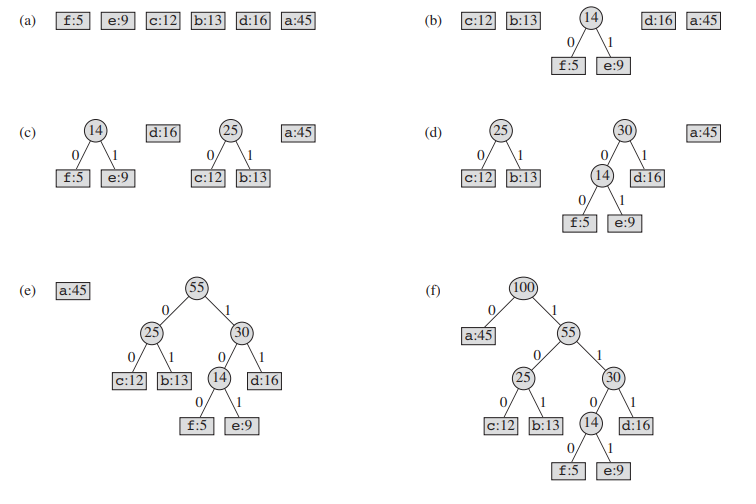 (a) f:5 e:9 c:12 b:13 d:16 a:45
(b) c:12 b:13 14 d:16 a:45
0 1
f:5 e:9
(c) 14 d:16 25 a:45
0 1 0 1
f:5 e:9 c:12 b:13
(d) 25 30 a:45
0 1 0 1
c:12 b:13 14 d:16
0 1
f:5 e:9
(e) a:45 55
0 1
25 30
0 1 0 1
c:12 b:13 14 d:16
0 1
f:5 e:9
(f) 100
0 1
a:45 55
0 1
25 30
0 1 0 1
c:12 b:13 14 d:16
0 1
f:5 e:9